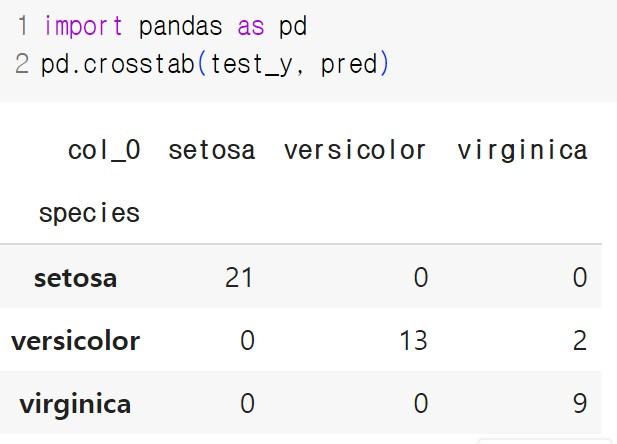 1 import pandas as pd
2 pd.crosstab(test_y, pred)
col_0 setosa versicolor virginica
species
setosa 21 0 0
versicolor 0 13 2
virginica 0 0 9